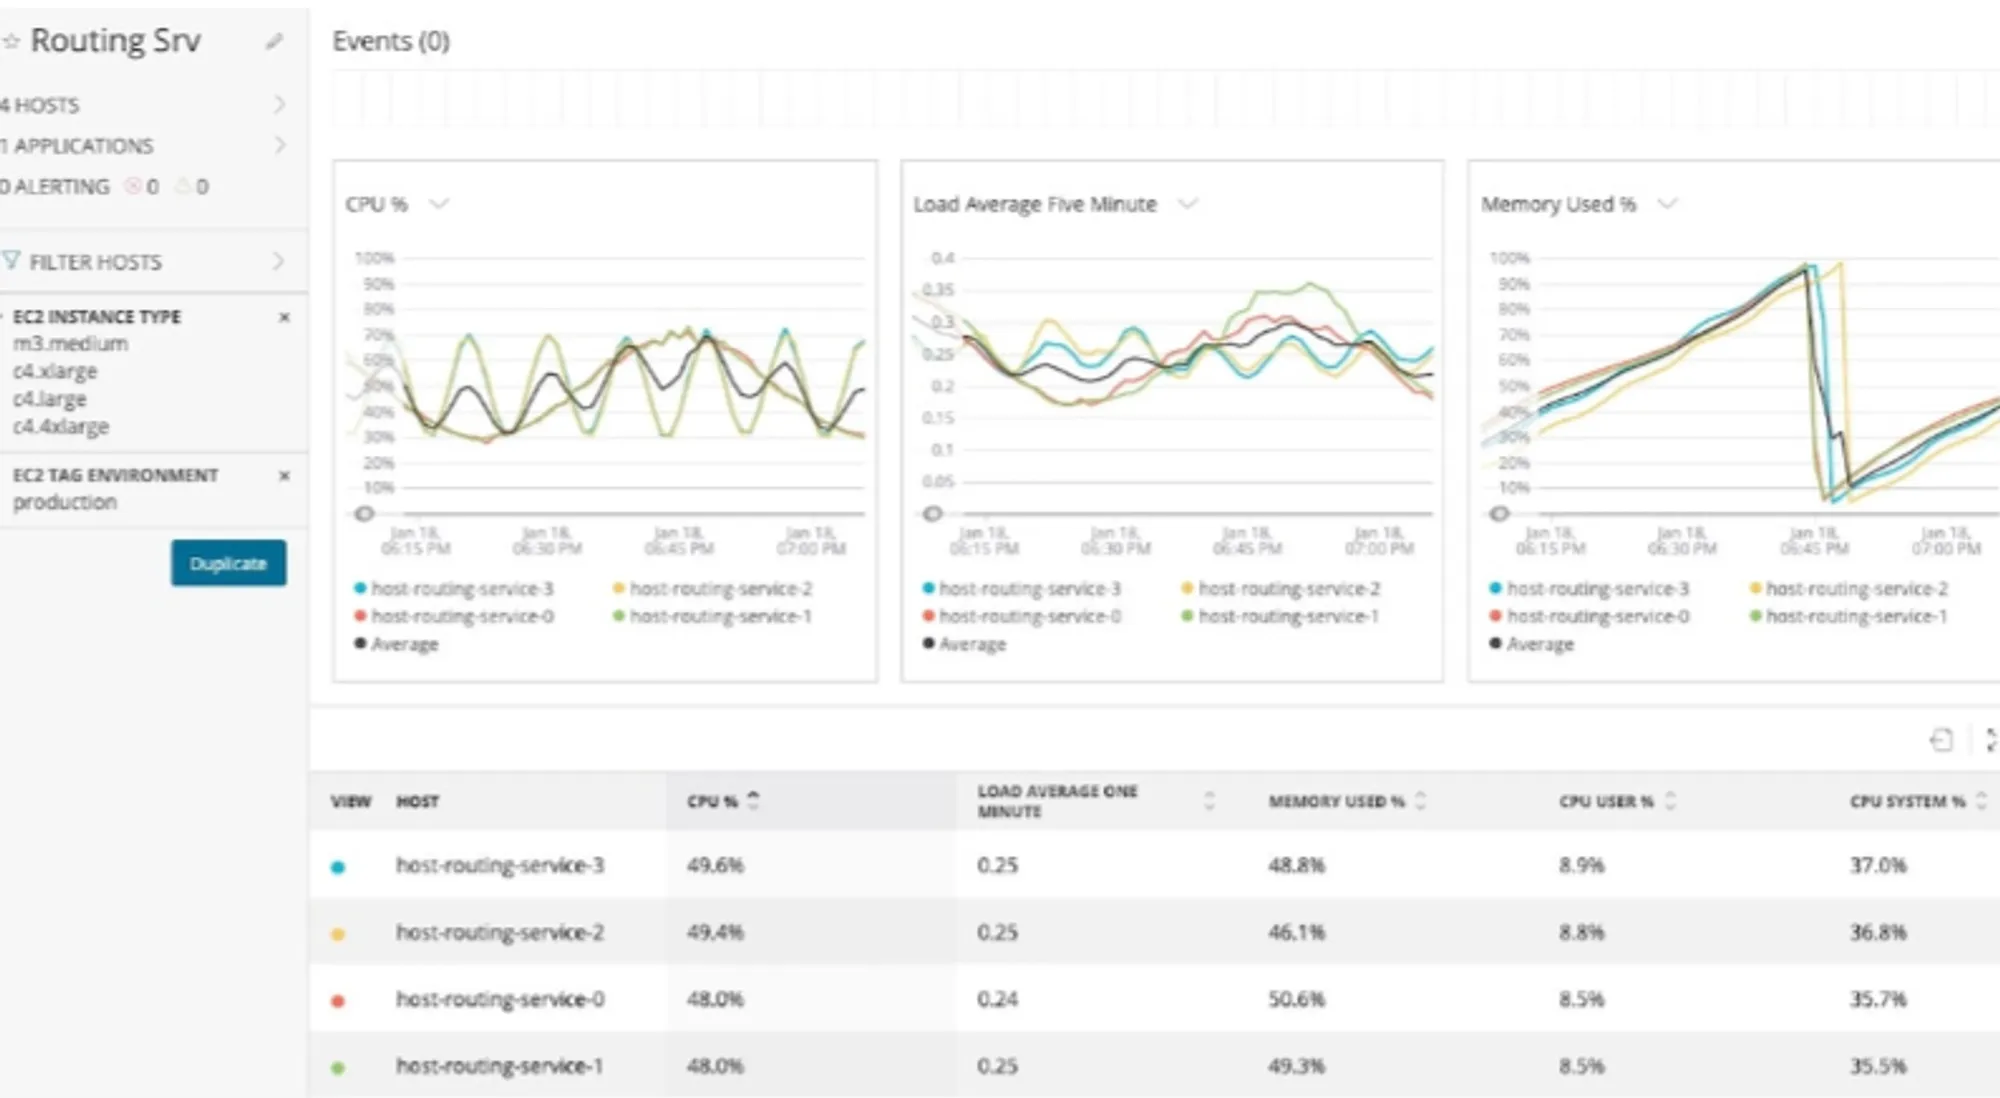 Routing Srv
4 HOSTS
1 APPLICATIONS
0 ALERTING 0 0
FILTER HOSTS
EC2 INSTANCE TYPE ×
m3.medium
c4.xlarge
c4.large
c4.4xlarge
EC2 TAG ENVIRONMENT ×
production
Duplicate
Events (0)
CPU %
100%
90%
80%
70%
60%
50%
40%
30%
20%
10%
0
Jan 18, Jan 18, Jan 18, Jan 18,
06:15 PM 06:30 PM 06:45 PM 07:00 PM
host-routing-service-3 host-routing-service-2
host-routing-service-0 host-routing-service-1
Average
Load Average Five Minute
0.4
0.35
0.3
0.25
0.2
0.15
0.1
0.05
0
Jan 18, Jan 18, Jan 18, Jan 18,
06:15 PM 06:30 PM 06:45 PM 07:00 PM
host-routing-service-3 host-routing-service-2
host-routing-service-0 host-routing-service-1
Average
Memory Used %
100%
90%
80%
70%
60%
50%
40%
30%
20%
10%
0
Jan 18, Jan 18, Jan 18, Jan 18,
06:15 PM 06:30 PM 06:45 PM 07:00 PM
host-routing-service-3 host-routing-service-2
host-routing-service-0 host-routing-service-1
Average
VIEW HOST CPU % LOAD AVERAGE ONE MINUTE MEMORY USED % CPU USER % CPU SYSTEM %
host-routing-service-3 49.6% 0.25 48.8% 8.9% 37.0%
host-routing-service-2 49.4% 0.25 46.1% 8.8% 36.8%
host-routing-service-0 48.0% 0.24 50.6% 8.5% 35.7%
host-routing-service-1 48.0% 0.25 49.3% 8.5% 35.5%